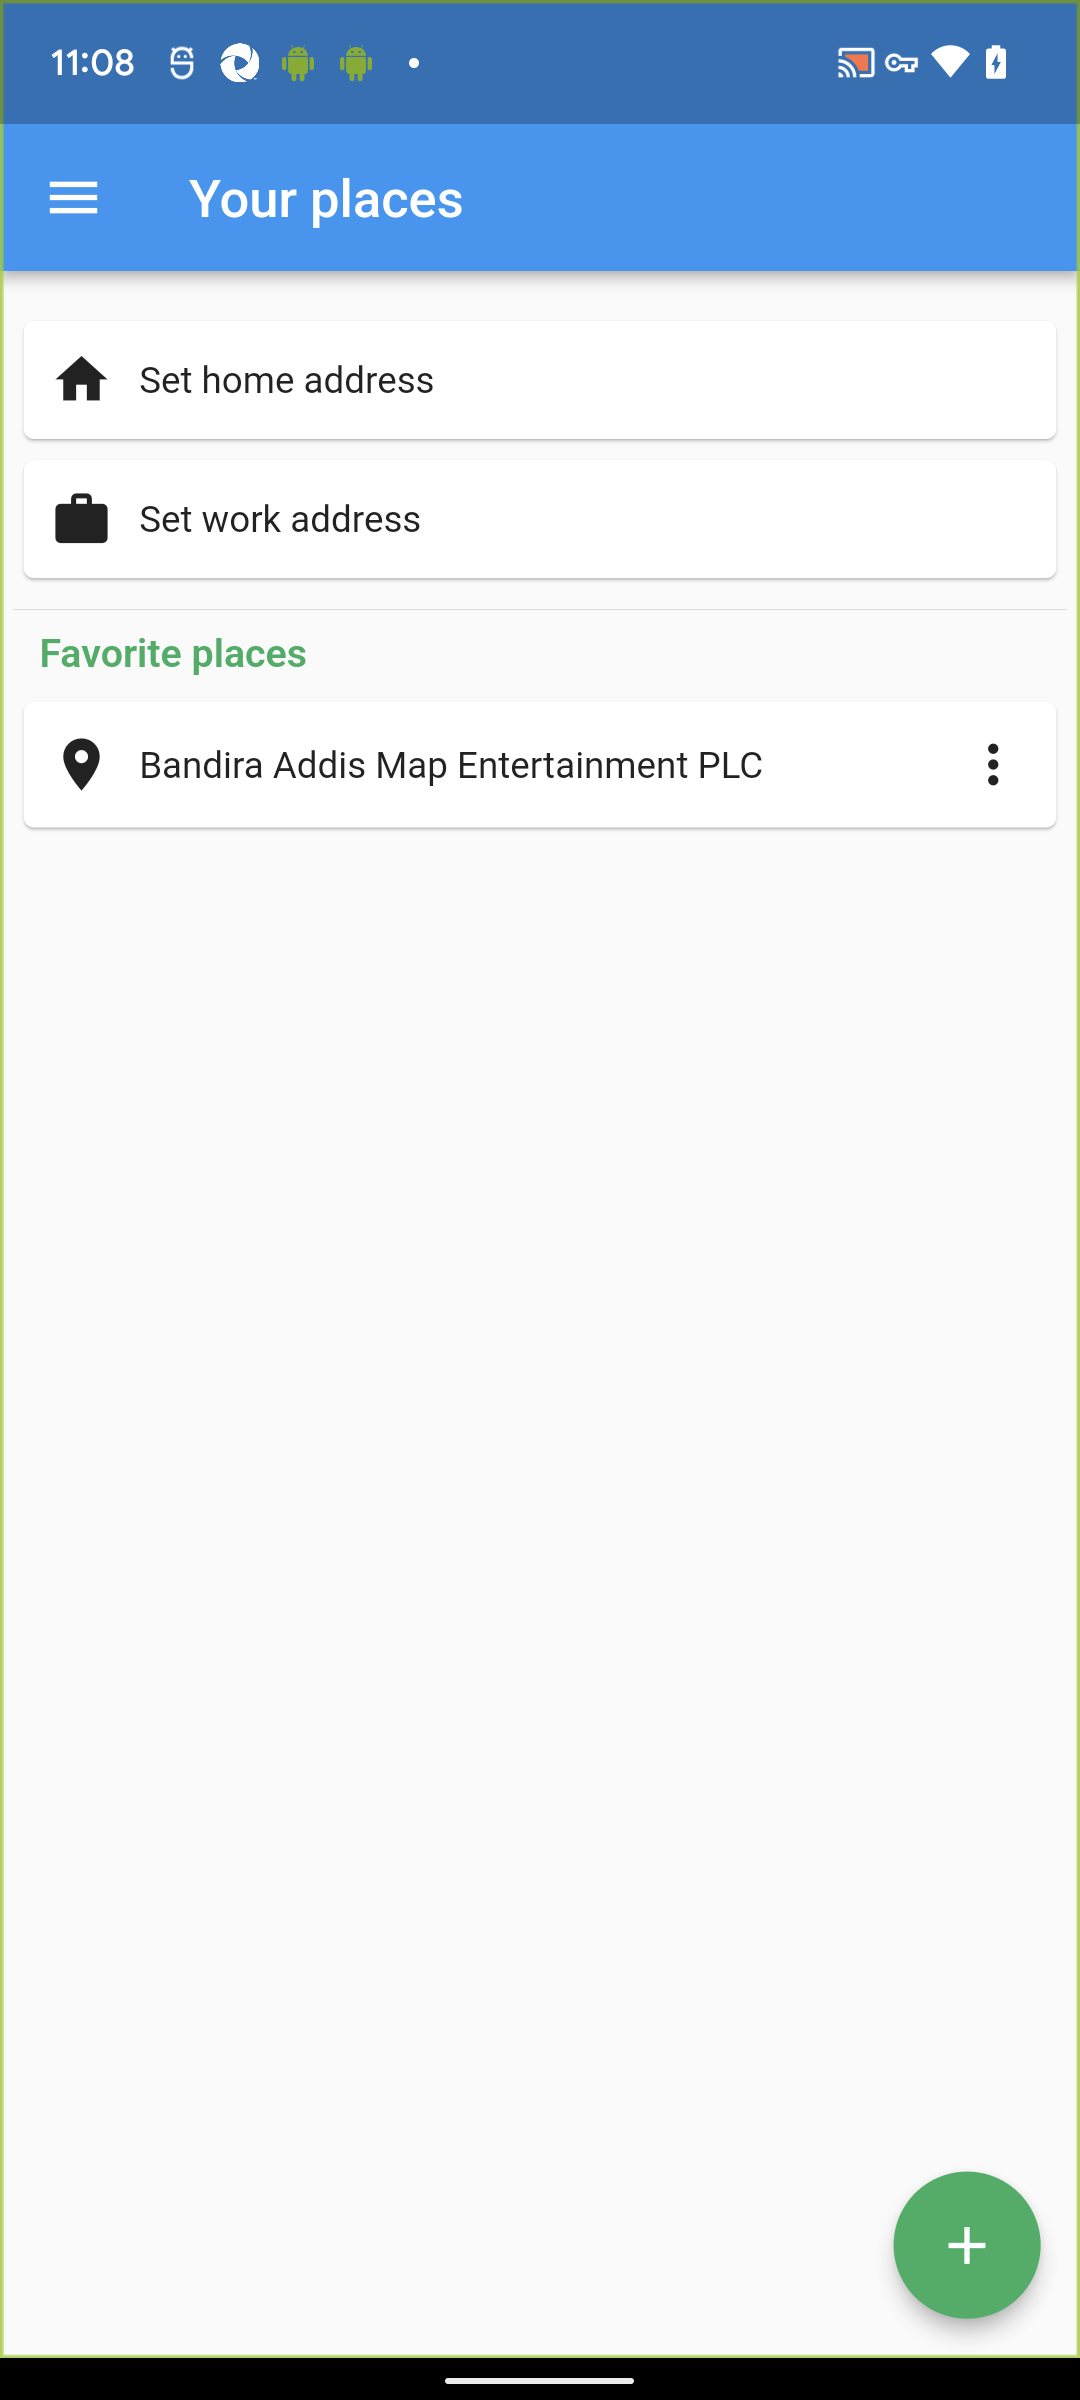 11:08
Your places
Set home address
Set work address
Favorite places
Bandira Addis Map Entertainment PLC